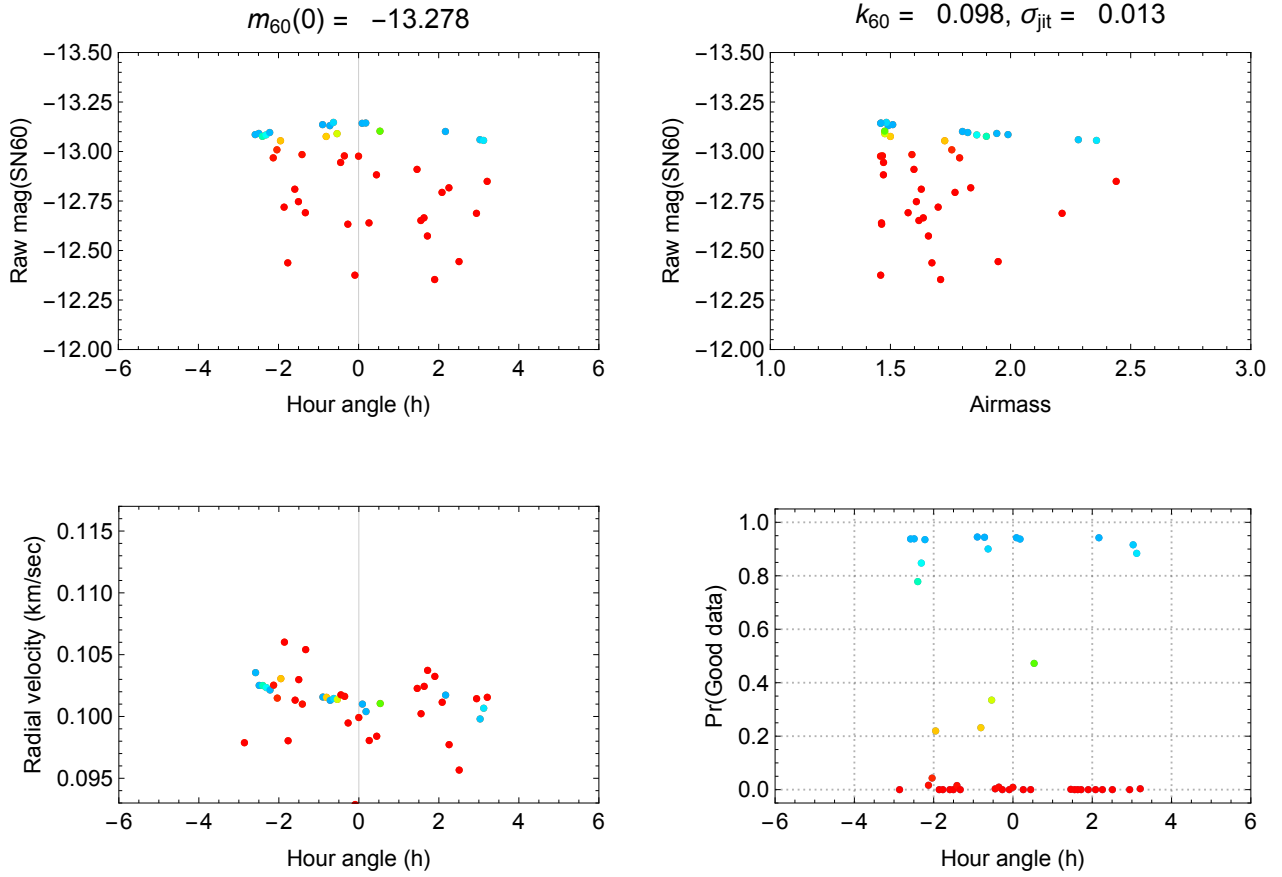 m₆₀(0) = −13.278
−13.50
−13.25
−13.00
−12.75
−12.50
−12.25
−12.00
Raw mag(SN60)
−6 −4 −2 0 2 4 6
Hour angle (h)
k₆₀ = 0.098, σjit = 0.013
−13.50
−13.25
−13.00
−12.75
−12.50
−12.25
−12.00
Raw mag(SN60)
1.0 1.5 2.0 2.5 3.0
Airmass
0.115
0.110
0.105
0.100
0.095
Radial velocity (km/sec)
−6 −4 −2 0 2 4 6
Hour angle (h)
1.0
0.8
0.6
0.4
0.2
0.0
Pr(Good data)
−6 −4 −2 0 2 4 6
Hour angle (h)